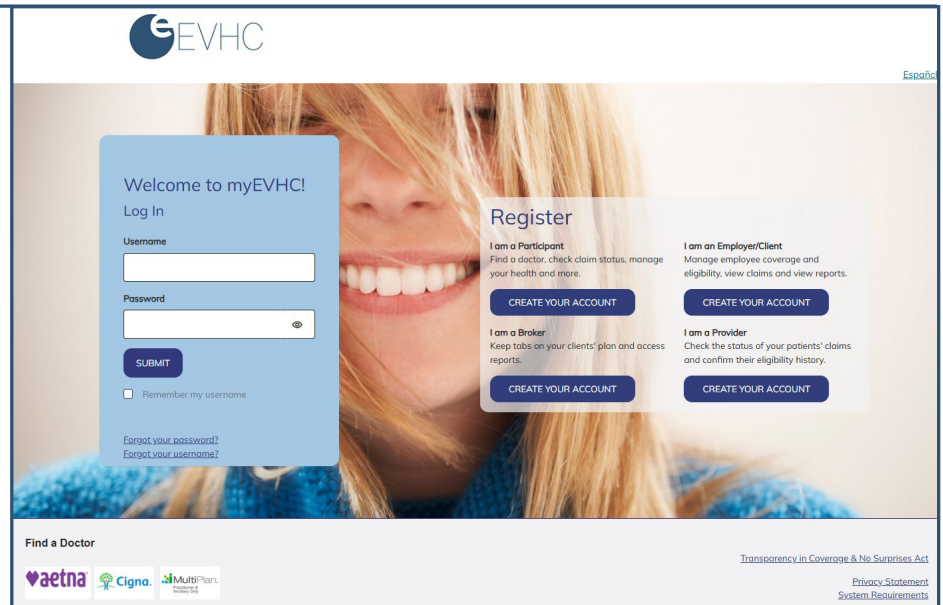 eEVHC
Español
Welcome to myEVHC!
Log In
Username
Password
SUBMIT
Remember my username
Forgot your password?
Forgot your username?
Register
I am a Participant
Find a doctor, check claim status, manage
your health and more.
CREATE YOUR ACCOUNT
I am an Employer/Client
Manage employee coverage and
eligibility, view claims and view reports.
CREATE YOUR ACCOUNT
I am a Broker
Keep tabs on your clients' plan and access
reports.
CREATE YOUR ACCOUNT
I am a Provider
Check the status of your patients' claims
and confirm their eligibility history.
CREATE YOUR ACCOUNT
Find a Doctor
aetna
Cigna.
MultiPlan.
Practitioner &
Ancillary Only
Transparency in Coverage & No Surprises Act
Privacy Statement
System Requirements